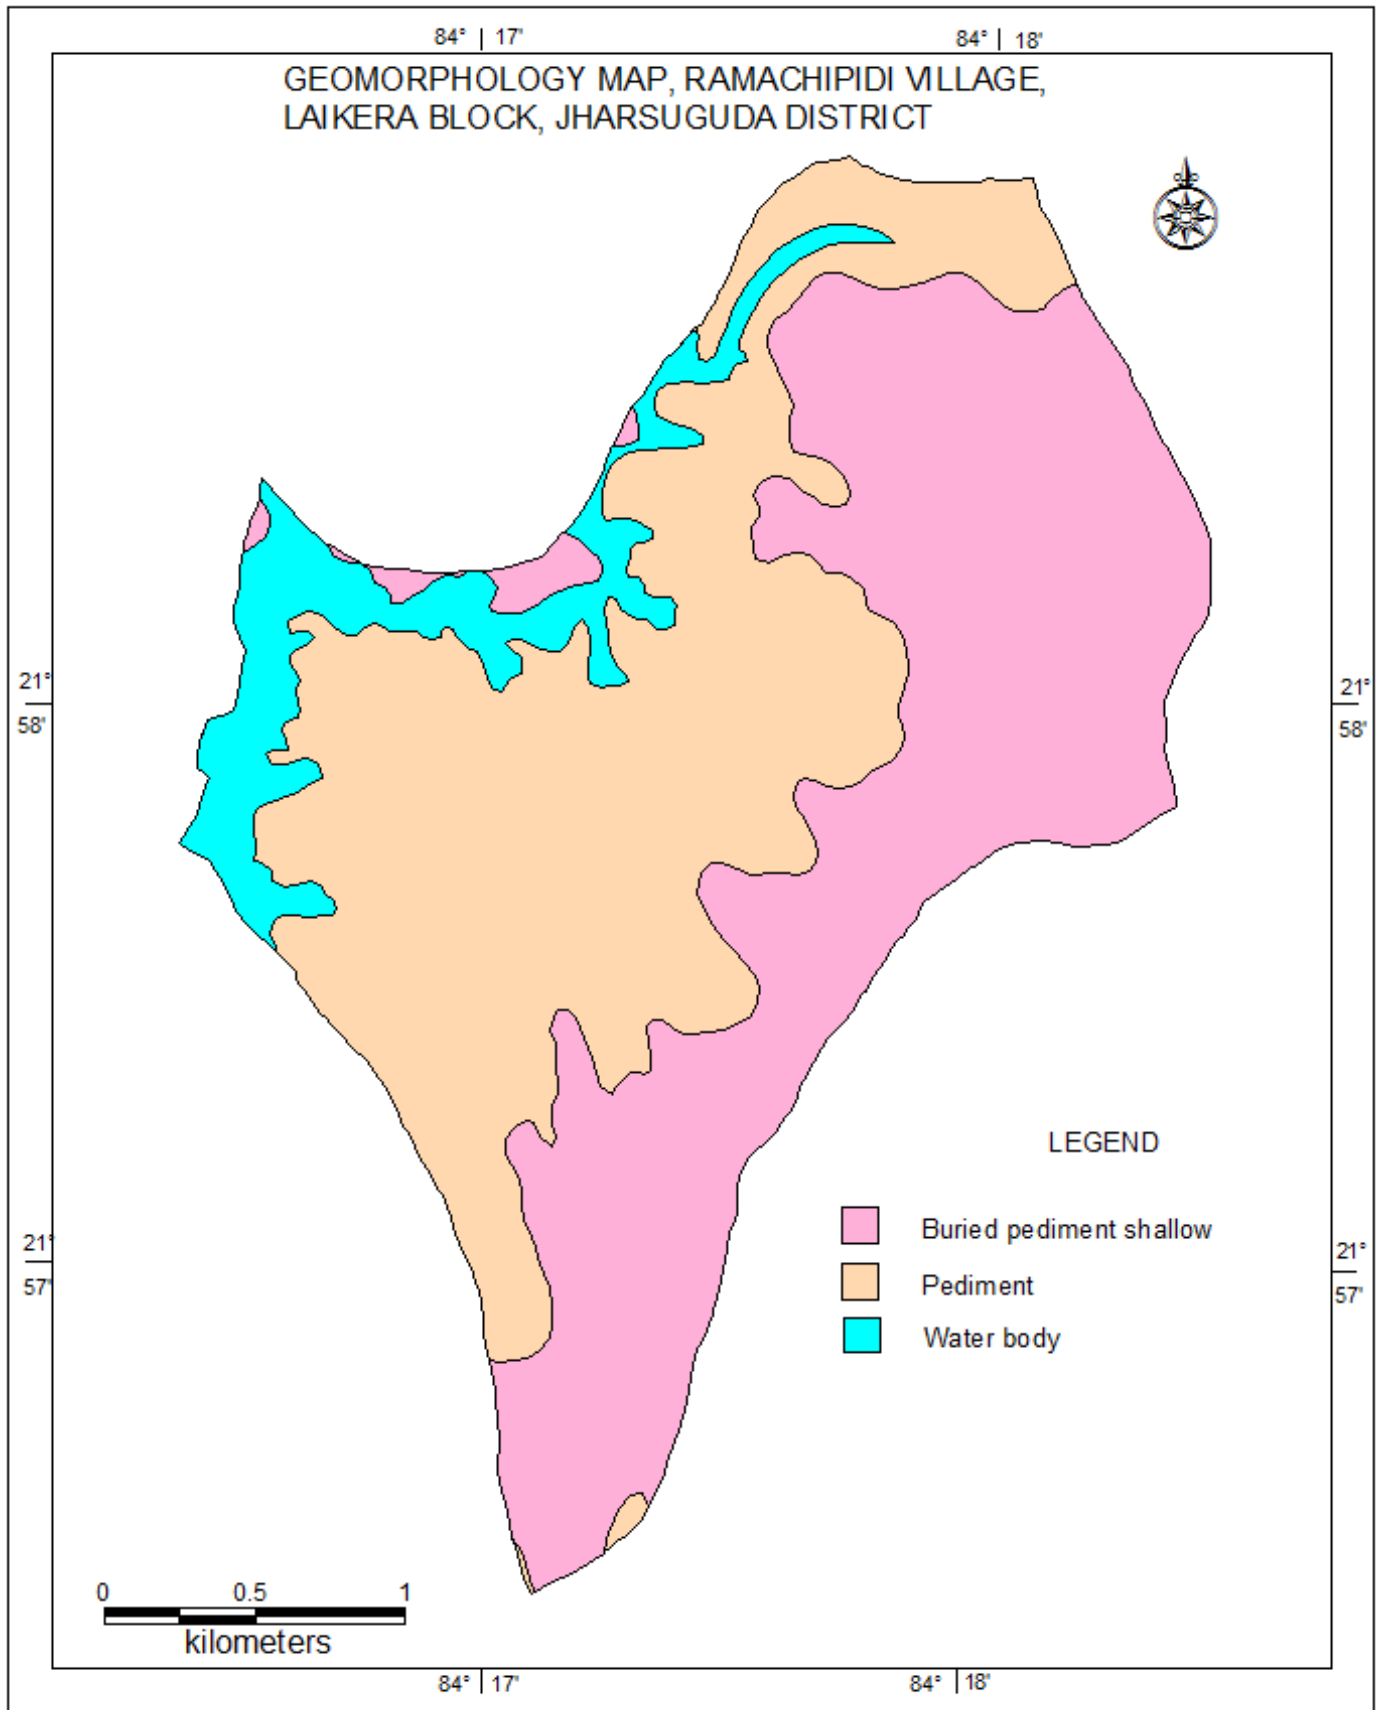 84° 17' 84° 18'
GEOMORPHOLOGY MAP, RAMACHIPIDI VILLAGE,
LAIKERA BLOCK, JHARSUGUDA DISTRICT
21° 21°
58' 58'
LEGEND
Buried pediment shallow
21° 21°
57' 57'
Pediment
Water body
0 0.5 1
kilometers
84° 17' 84° 18'